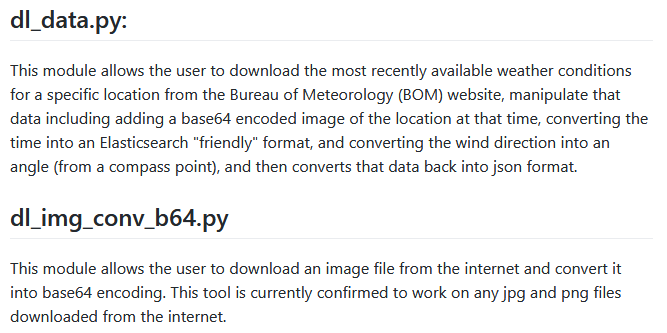 dl_data.py:
This module allows the user to download the most recently available weather conditions
for a specific location from the Bureau of Meteorology (BOM) website, manipulate that
data including adding a base64 encoded image of the location at that time, converting the
time into an Elasticsearch "friendly" format, and converting the wind direction into an
angle (from a compass point), and then converts that data back into json format.
dl_img_conv_b64.py
This module allows the user to download an image file from the internet and convert it
into base64 encoding. This tool is currently confirmed to work on any jpg and png files
downloaded from the internet.